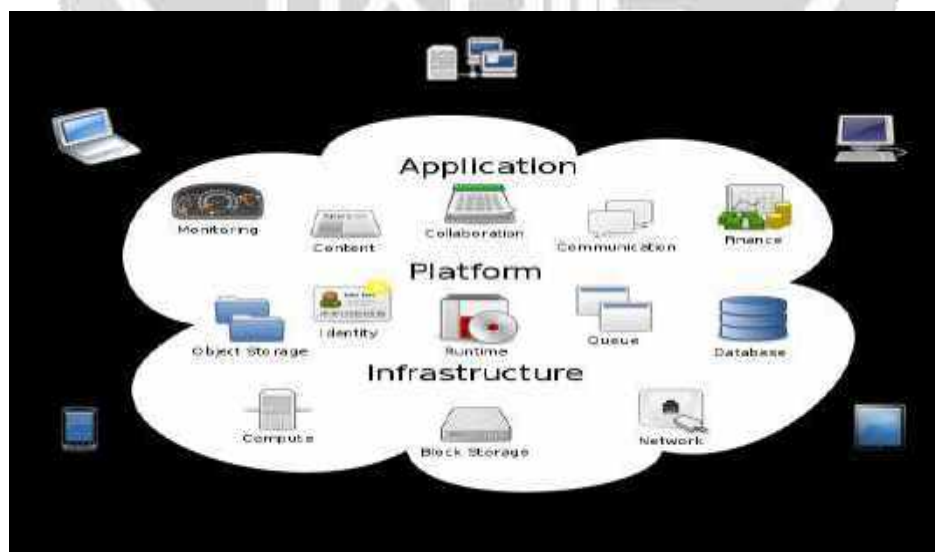 Application
Monitoring
Content
Collaboration
Communication
Finance
Platform
Object Storage
Identity
Runtime
Queue
Database
Infrastructure
Compute
Block Storage
Network